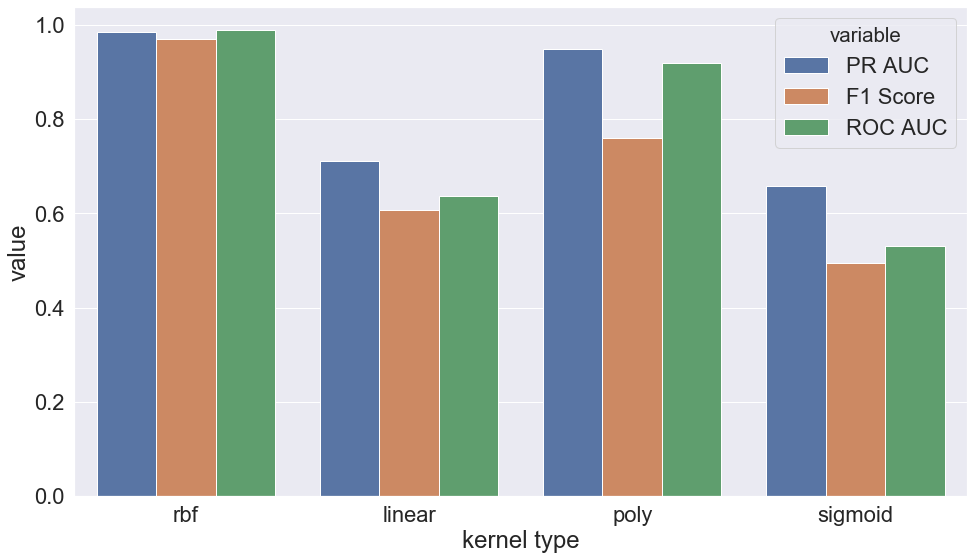 1.0
0.8
0.6
0.4
0.2
0.0
value
variable
PR AUC
F1 Score
ROC AUC
rbf linear poly sigmoid
kernel type